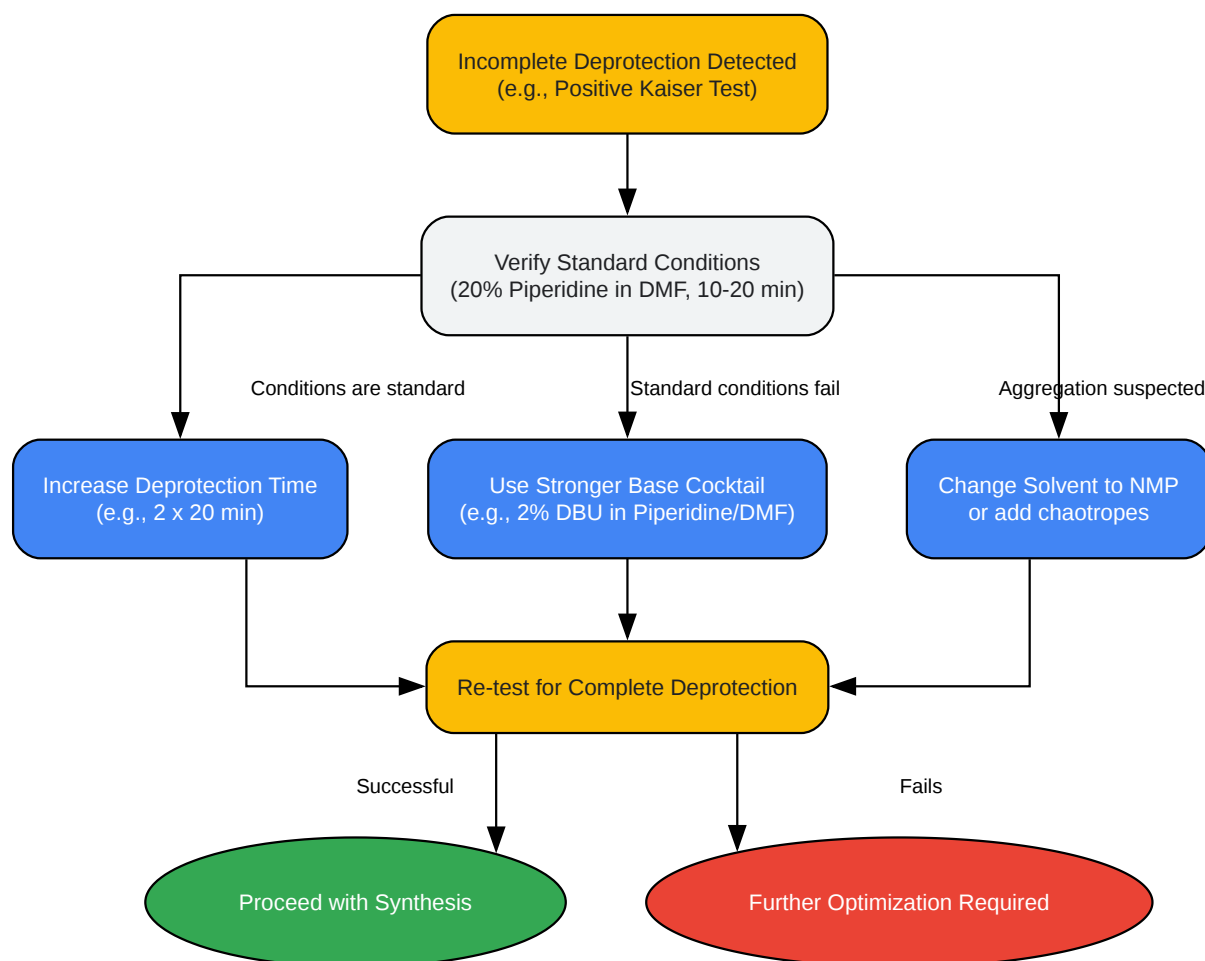 Incomplete Deprotection Detected
(e.g., Positive Kaiser Test)
Verify Standard Conditions
(20% Piperidine in DMF, 10-20 min)
Conditions are standard
Standard conditions fail
Aggregation suspected
Increase Deprotection Time
(e.g., 2 x 20 min)
Use Stronger Base Cocktail
(e.g., 2% DBU in Piperidine/DMF)
Change Solvent to NMP
or add chaotropes
Re-test for Complete Deprotection
Successful
Fails
Proceed with Synthesis
Further Optimization Required